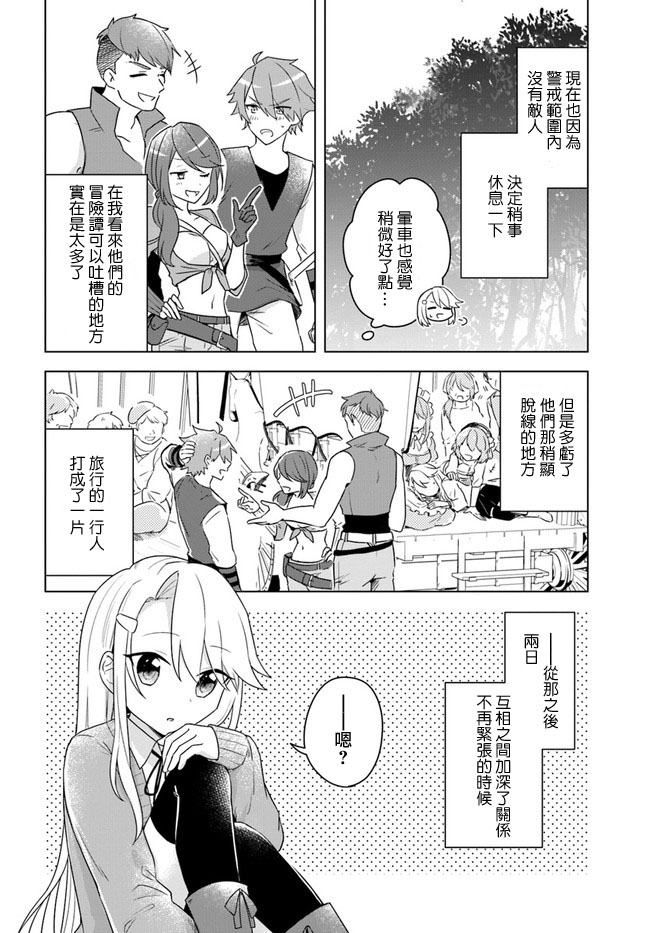 現在也因為
警戒範圍內
沒有敵人
決定稍事
休息一下
暈車也感覺
稍微好了點…
在我看來他們的
冒險譚可以吐槽的地方
實在是太多了
但是多虧了
他們那稍顯
脫線的地方
旅行的一行人
打成了一片
——從那之後
兩日
互相之間加深了關係
不再緊張的時候
——嗯？